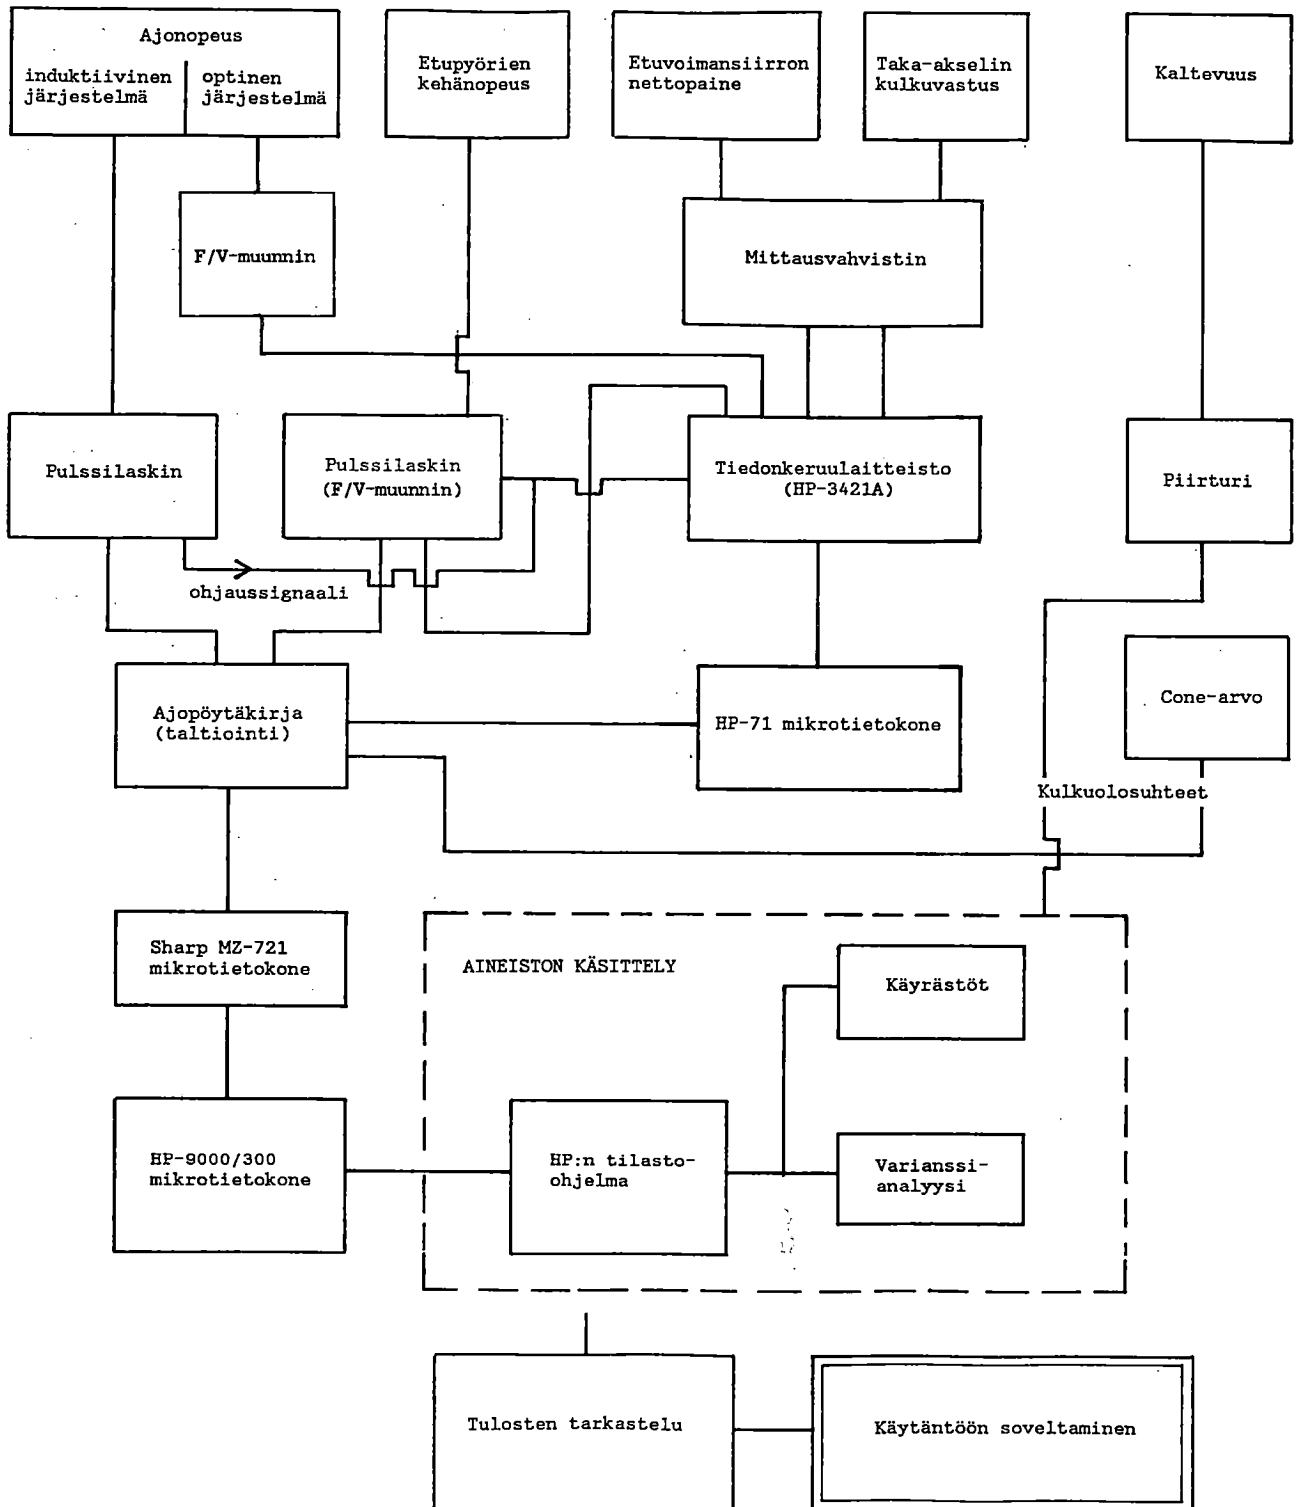 Ajonopeus
induktiivinen
järjestelmä
optinen
järjestelmä
Etupyörien
kehänopeus
Etuvoimansiirron
nettopaine
Taka-akselin
kulkuvastus
Kaltevuus
F/V-muunnin
Mittausvahvistin
Pulssilaskin
Pulssilaskin
(F/V-muunnin)
Tiedonkeruulaitteisto
(HP-3421A)
Piirturi
ohjaussignaali
Ajopöytäkirja
(taltiointi)
HP-71 mikrotietokone
Cone-arvo
Kulkuolosuhteet
Sharp MZ-721
mikrotietokone
AINEISTON KÄSITTELY
Käyrästöt
HP-9000/300
mikrotietokone
HP:n tilasto-
ohjelma
Varianssi-
analyysi
Tulosten tarkastelu
Käytäntöön soveltaminen